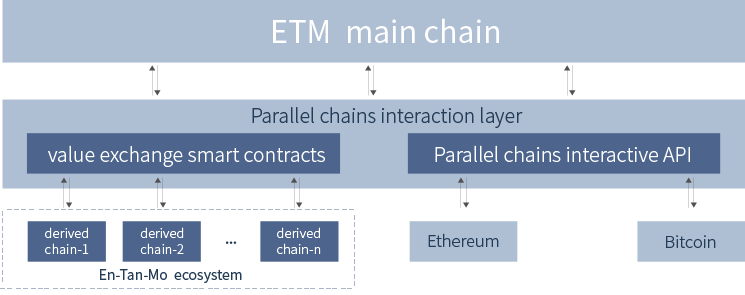 ETM main chain
Parallel chains interaction layer
value exchange smart contracts
Parallel chains interactive API
derived
chain-1
derived
chain-2
...
derived
chain-n
Ethereum
Bitcoin
En-Tan-Mo ecosystem